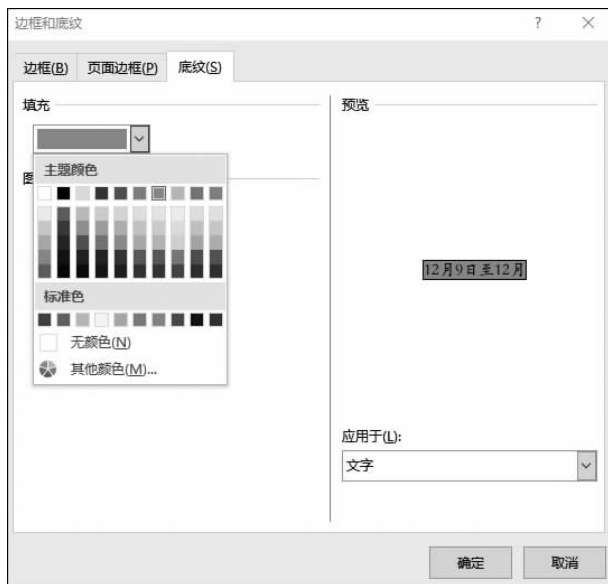 边框和底纹 ?
边框(B) 页面边框(P) 底纹(S)
填充
主题颜色
图
标准色
无颜色(N)
其他颜色(M)...
预览
12月9日至12月
应用于(L):
文字
确定 取消